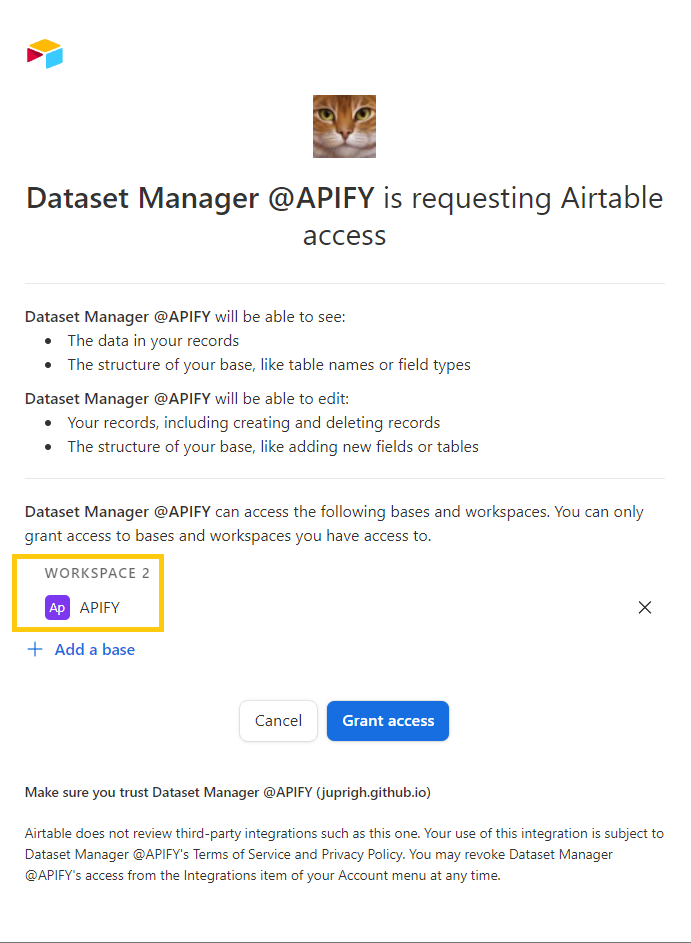 Dataset Manager @APIFY is requesting Airtable
access
Dataset Manager @APIFY will be able to see:
• The data in your records
• The structure of your base, like table names or field types
Dataset Manager @APIFY will be able to edit:
• Your records, including creating and deleting records
• The structure of your base, like adding new fields or tables
Dataset Manager @APIFY can access the following bases and workspaces. You can only
grant access to bases and workspaces you have access to.
WORKSPACE 2
Ap APIFY
+ Add a base
Cancel Grant access
Make sure you trust Dataset Manager @APIFY (juprigh.github.io)
Airtable does not review third-party integrations such as this one. Your use of this integration is subject to
Dataset Manager @APIFY's Terms of Service and Privacy Policy. You may revoke Dataset Manager
@APIFY's access from the Integrations item of your Account menu at any time.